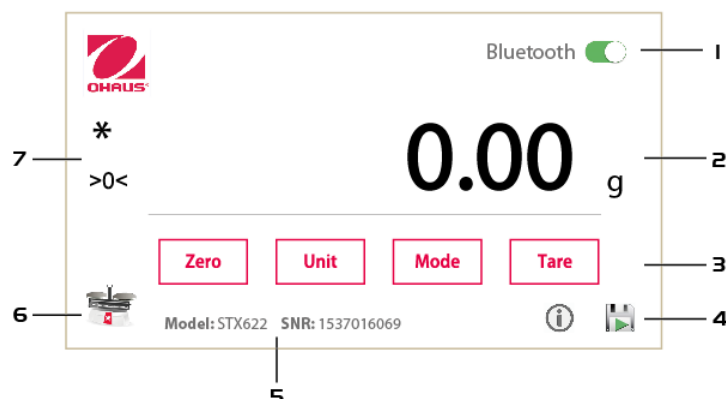 OHAUS
Bluetooth
1
*
7
>0<
0.00 g
2
Zero Unit Mode Tare
3
6
Model: STX622 SNR: 1537016069
i
4
5